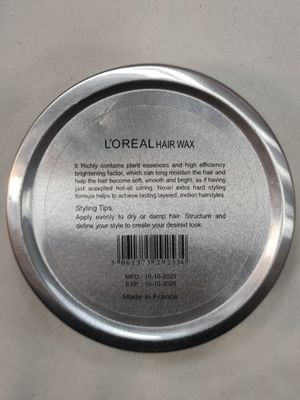 L'ORÉAL HAIR WAX
It Richly contains plant essences and high efficiency
brightening factor, which can long moisten the hair and
help the hair become soft, smooth and bright, as if having
just accepted hot-oil caring. Novel extra hard styling
formula helps to achieve lasting layered, motion hairstyles.
Styling Tips:
Apply evenly to dry or damp hair. Structure and
define your style to create your desired look.
3 061375 292534
MFD : 10-10-2023
EXP : 10-10-2026
Made in France